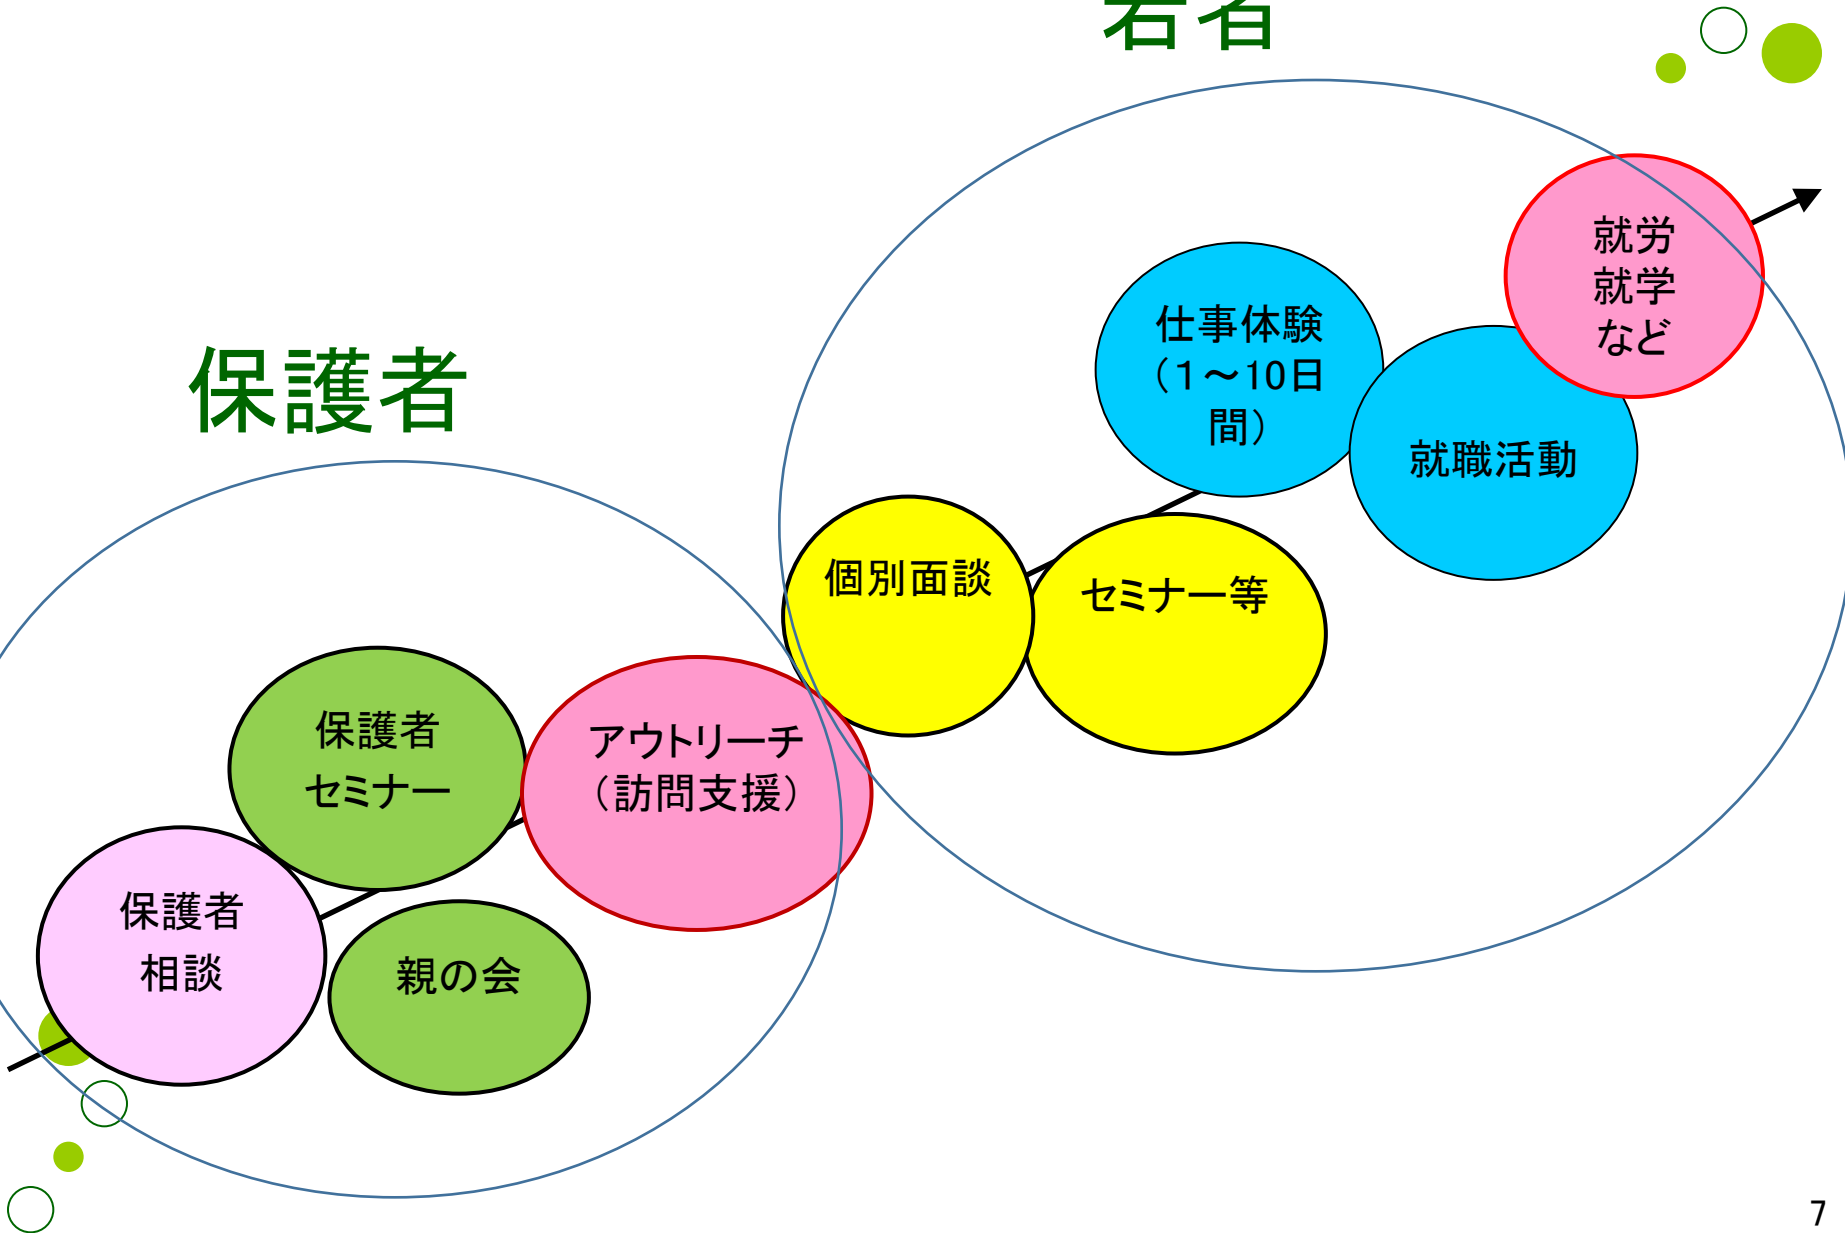 若者
保護者
就労
就学
など
仕事体験
（１～10日
間）
就職活動
個別面談
セミナー等
保護者
セミナー
アウトリーチ
（訪問支援）
保護者
相談
親の会
7